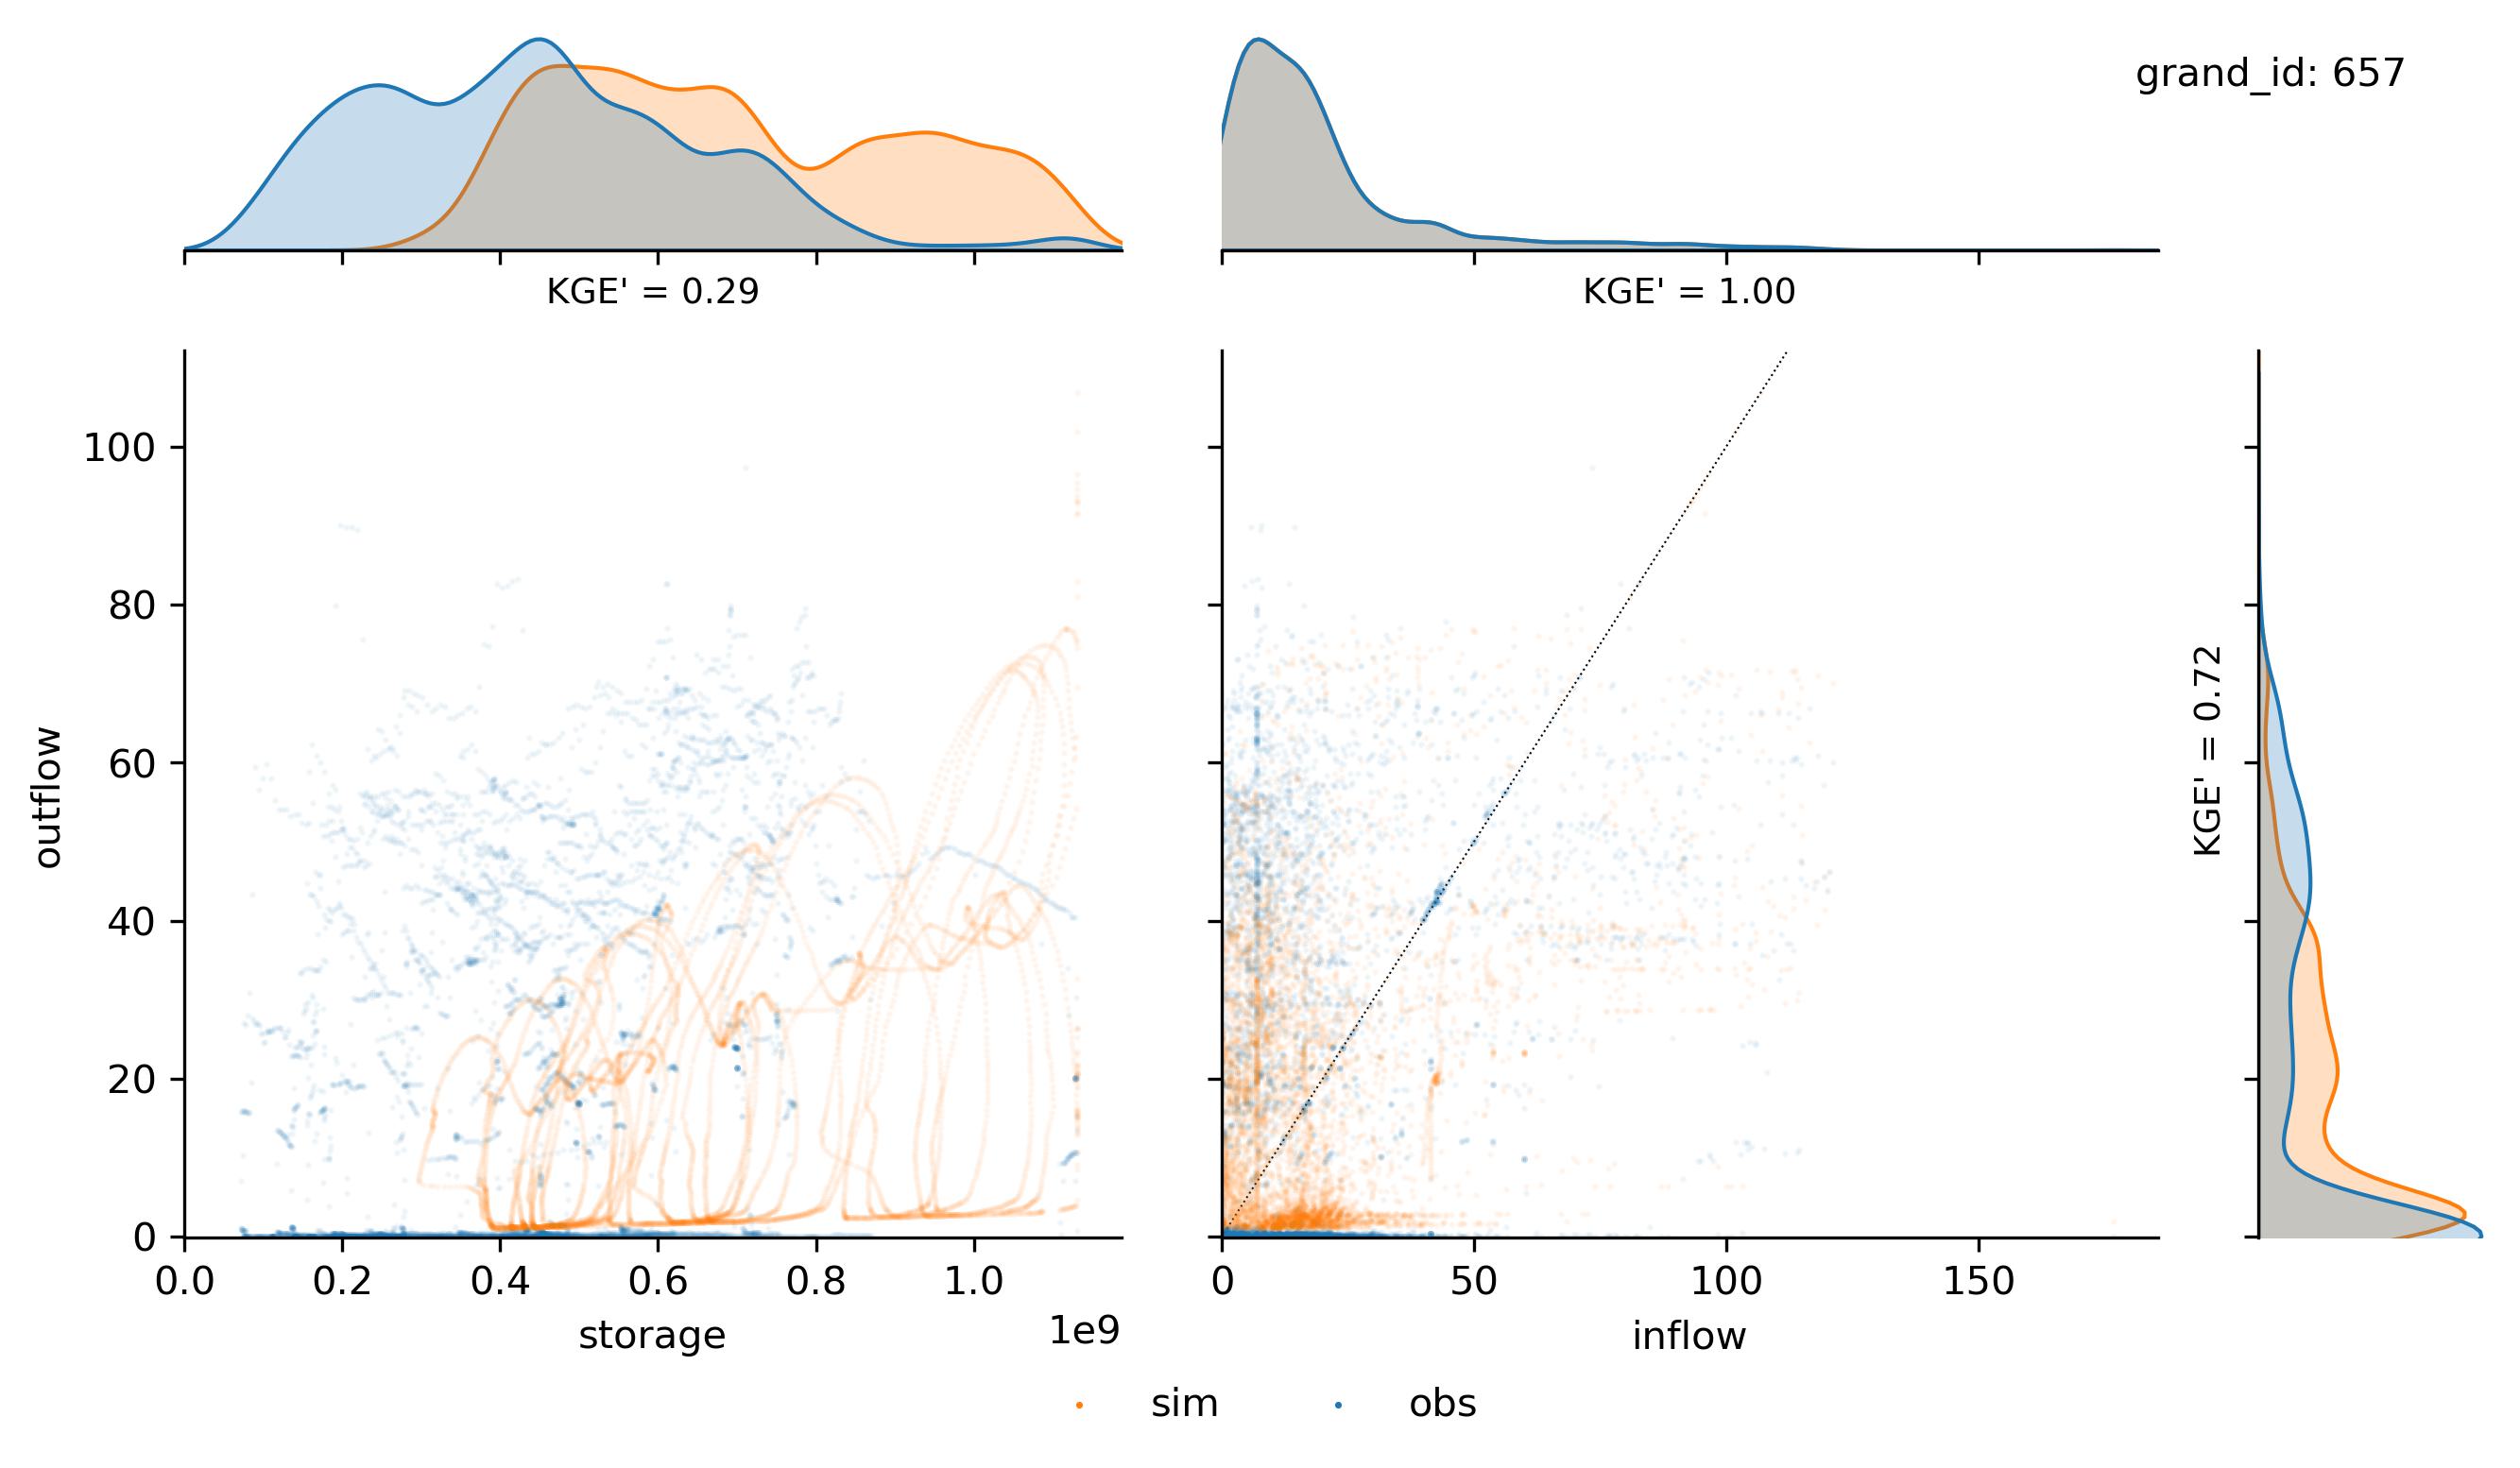 grand_id: 657
KGE' = 0.29
KGE' = 1.00
outflow
100
80
60
40
20
0
KGE' = 0.72
0.0 0.2 0.4 0.6 0.8 1.0
1e9
storage
0 50 100 150
inflow
sim obs